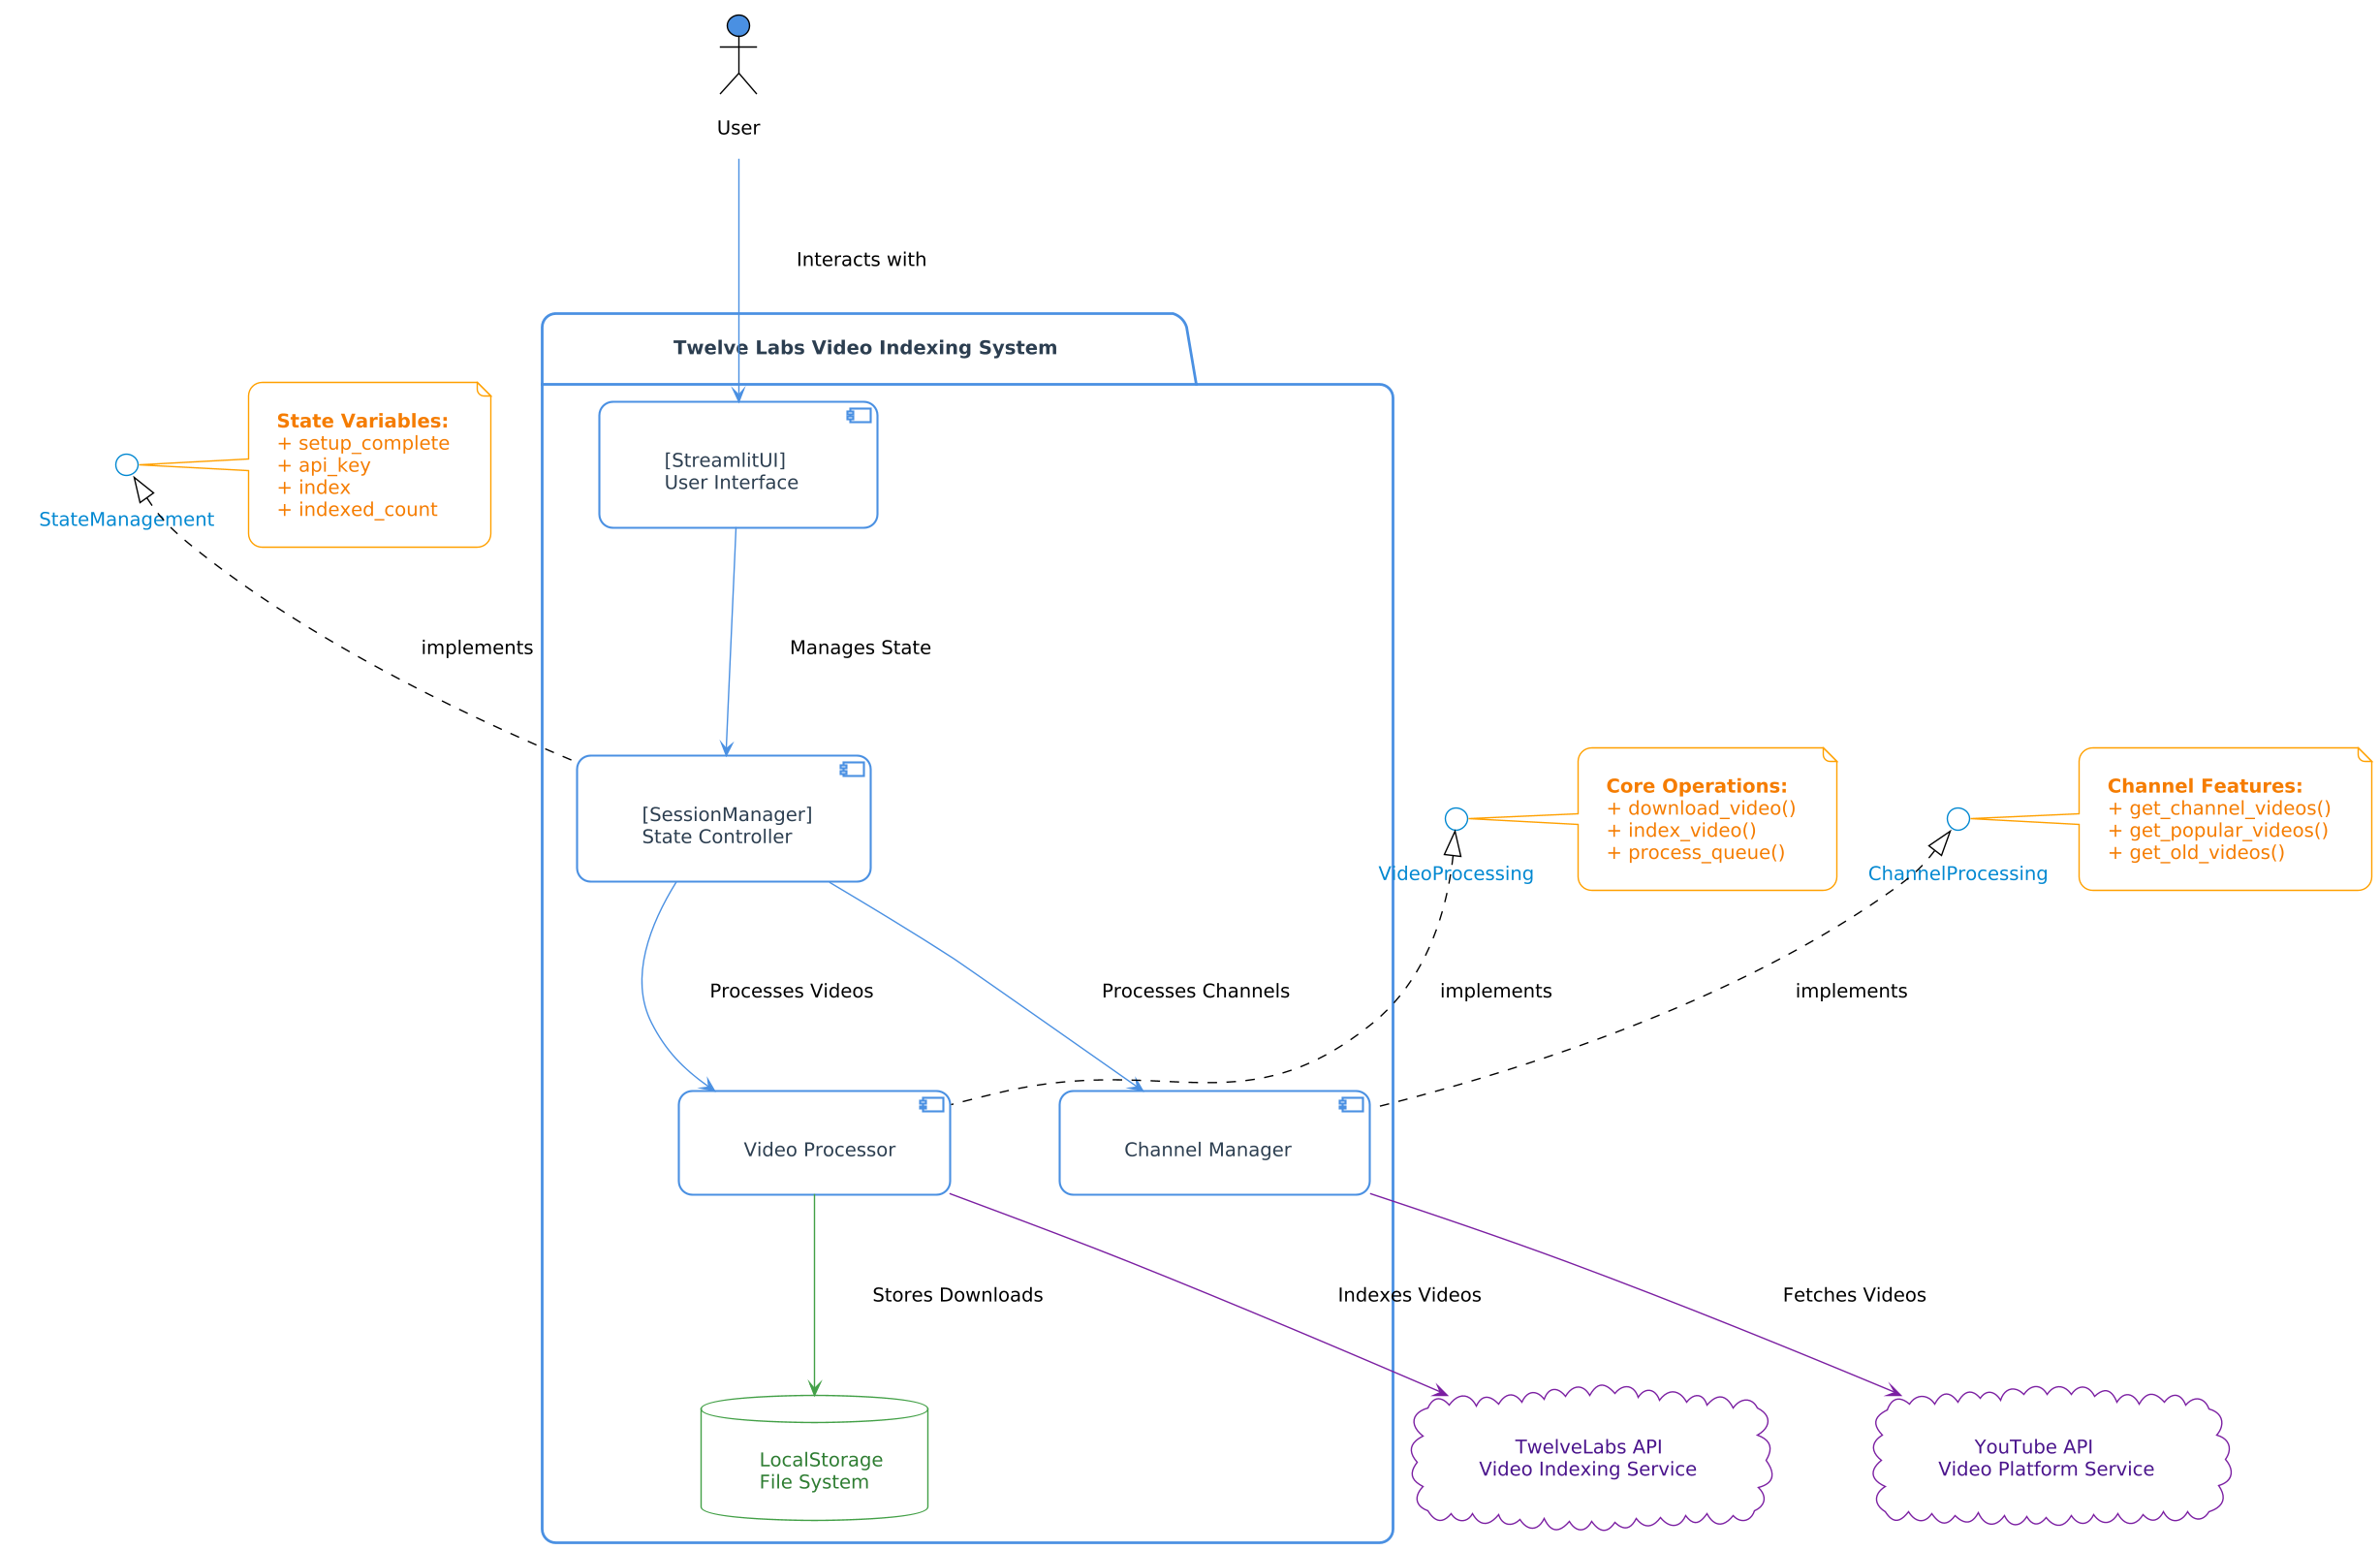 User
Interacts with
Twelve Labs Video Indexing System
State Variables:
+ setup_complete
+ api_key
+ index
+ indexed_count
StateManagement
[StreamlitUI]
User Interface
implements
Manages State
[SessionManager]
State Controller
Core Operations:
+ download_video()
+ index_video()
+ process_queue()
VideoProcessing
Channel Features:
+ get_channel_videos()
+ get_popular_videos()
+ get_old_videos()
ChannelProcessing
Processes Videos
Processes Channels
implements
implements
Video Processor
Channel Manager
Stores Downloads
Indexes Videos
Fetches Videos
LocalStorage
File System
TwelveLabs API
Video Indexing Service
YouTube API
Video Platform Service